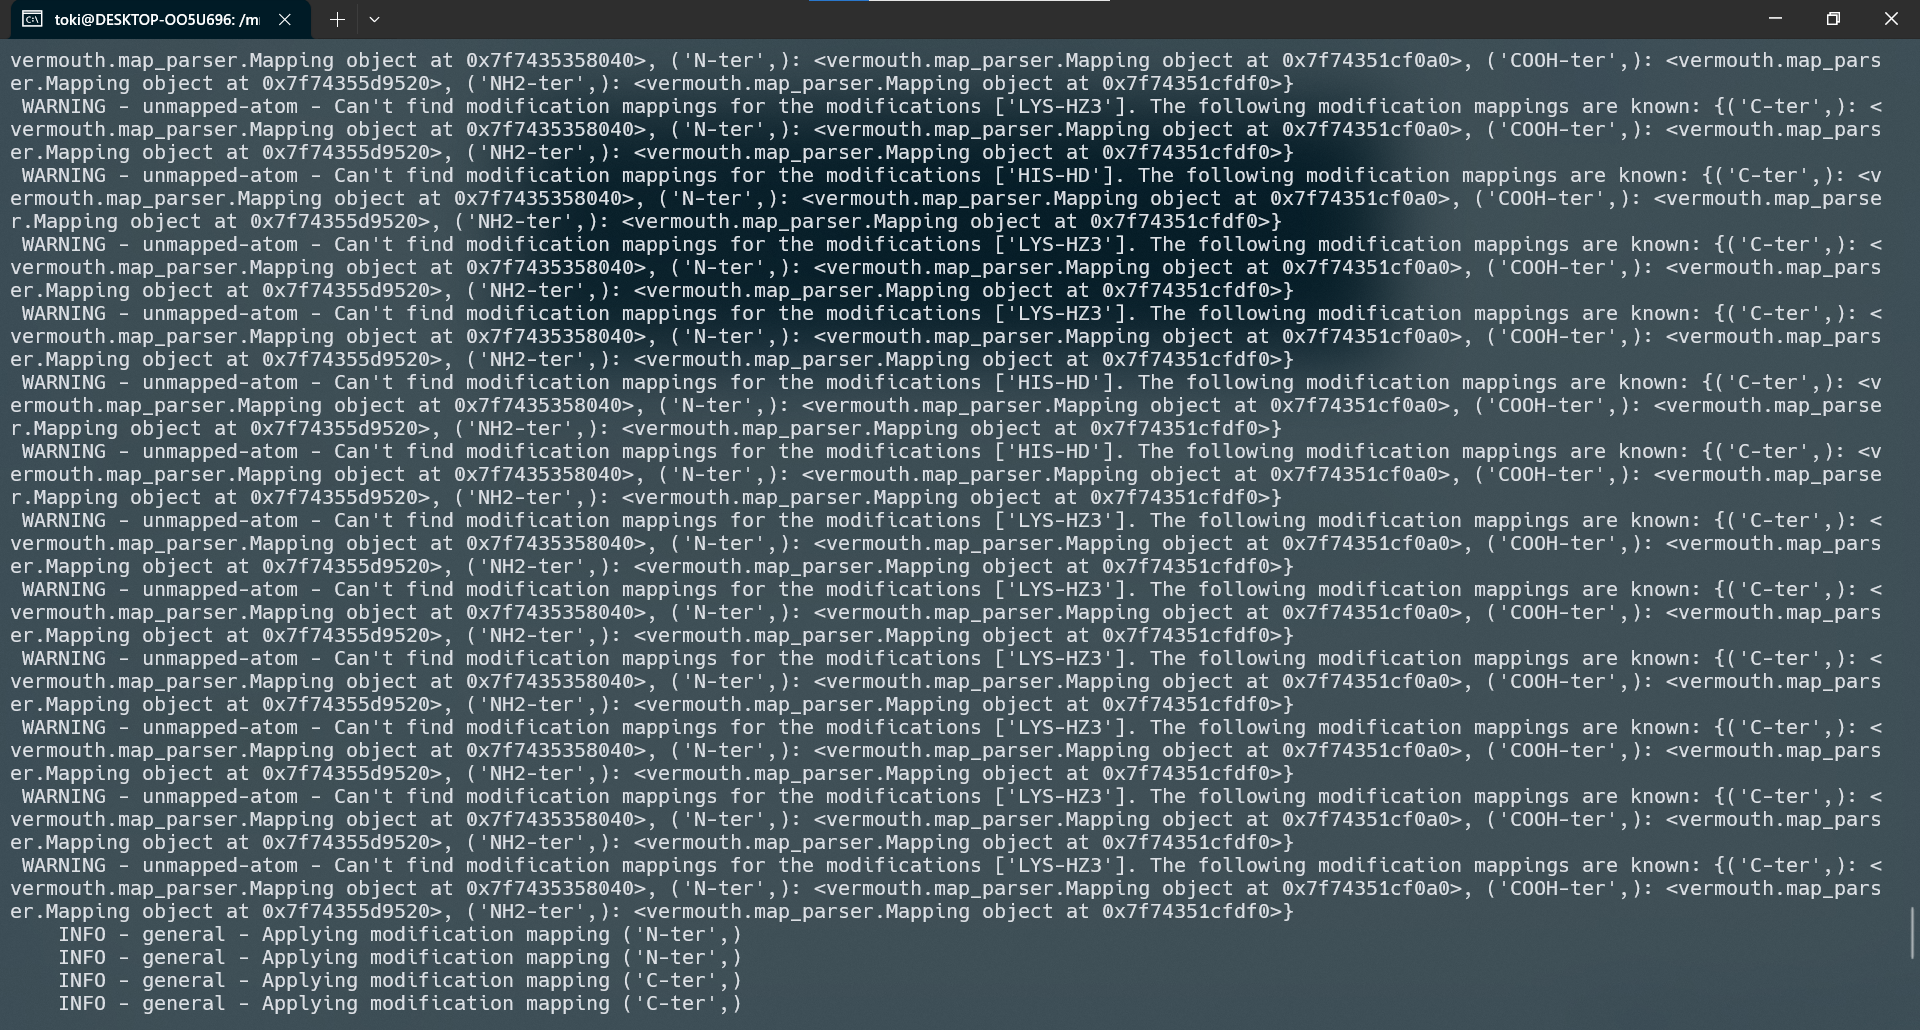 toki@DESKTOP-OO5U696: /m
vermouth.map_parser.Mapping object at 0x7f7435358040>, ('N-ter',): <vermouth.map_parser.Mapping object at 0x7f74351cf0a0>, ('COOH-ter',): <vermouth.map_pars
er.Mapping object at 0x7f74355d9520>, ('NH2-ter',): <vermouth.map_parser.Mapping object at 0x7f74351cfdf0>}
WARNING - unmapped-atom - Can't find modification mappings for the modifications ['LYS-HZ3']. The following modification mappings are known: {('C-ter',): <
vermouth.map_parser.Mapping object at 0x7f7435358040>, ('N-ter',): <vermouth.map_parser.Mapping object at 0x7f74351cf0a0>, ('COOH-ter',): <vermouth.map_pars
er.Mapping object at 0x7f74355d9520>, ('NH2-ter',): <vermouth.map_parser.Mapping object at 0x7f74351cfdf0>}
WARNING - unmapped-atom - Can't find modification mappings for the modifications ['HIS-HD']. The following modification mappings are known: {('C-ter',): <v
ermouth.map_parser.Mapping object at 0x7f7435358040>, ('N-ter',): <vermouth.map_parser.Mapping object at 0x7f74351cf0a0>, ('COOH-ter',): <vermouth.map_parse
r.Mapping object at 0x7f74355d9520>, ('NH2-ter',): <vermouth.map_parser.Mapping object at 0x7f74351cfdf0>}
WARNING - unmapped-atom - Can't find modification mappings for the modifications ['LYS-HZ3']. The following modification mappings are known: {('C-ter',): <
vermouth.map_parser.Mapping object at 0x7f7435358040>, ('N-ter',): <vermouth.map_parser.Mapping object at 0x7f74351cf0a0>, ('COOH-ter',): <vermouth.map_pars
er.Mapping object at 0x7f74355d9520>, ('NH2-ter',): <vermouth.map_parser.Mapping object at 0x7f74351cfdf0>}
WARNING - unmapped-atom - Can't find modification mappings for the modifications ['LYS-HZ3']. The following modification mappings are known: {('C-ter',): <
vermouth.map_parser.Mapping object at 0x7f7435358040>, ('N-ter',): <vermouth.map_parser.Mapping object at 0x7f74351cf0a0>, ('COOH-ter',): <vermouth.map_pars
er.Mapping object at 0x7f74355d9520>, ('NH2-ter',): <vermouth.map_parser.Mapping object at 0x7f74351cfdf0>}
WARNING - unmapped-atom - Can't find modification mappings for the modifications ['HIS-HD']. The following modification mappings are known: {('C-ter',): <v
ermouth.map_parser.Mapping object at 0x7f7435358040>, ('N-ter',): <vermouth.map_parser.Mapping object at 0x7f74351cf0a0>, ('COOH-ter',): <vermouth.map_parse
r.Mapping object at 0x7f74355d9520>, ('NH2-ter',): <vermouth.map_parser.Mapping object at 0x7f74351cfdf0>}
WARNING - unmapped-atom - Can't find modification mappings for the modifications ['HIS-HD']. The following modification mappings are known: {('C-ter',): <v
ermouth.map_parser.Mapping object at 0x7f7435358040>, ('N-ter',): <vermouth.map_parser.Mapping object at 0x7f74351cf0a0>, ('COOH-ter',): <vermouth.map_parse
r.Mapping object at 0x7f74355d9520>, ('NH2-ter',): <vermouth.map_parser.Mapping object at 0x7f74351cfdf0>}
WARNING - unmapped-atom - Can't find modification mappings for the modifications ['LYS-HZ3']. The following modification mappings are known: {('C-ter',): <
vermouth.map_parser.Mapping object at 0x7f7435358040>, ('N-ter',): <vermouth.map_parser.Mapping object at 0x7f74351cf0a0>, ('COOH-ter',): <vermouth.map_pars
er.Mapping object at 0x7f74355d9520>, ('NH2-ter',): <vermouth.map_parser.Mapping object at 0x7f74351cfdf0>}
WARNING - unmapped-atom - Can't find modification mappings for the modifications ['LYS-HZ3']. The following modification mappings are known: {('C-ter',): <
vermouth.map_parser.Mapping object at 0x7f7435358040>, ('N-ter',): <vermouth.map_parser.Mapping object at 0x7f74351cf0a0>, ('COOH-ter',): <vermouth.map_pars
er.Mapping object at 0x7f74355d9520>, ('NH2-ter',): <vermouth.map_parser.Mapping object at 0x7f74351cfdf0>}
WARNING - unmapped-atom - Can't find modification mappings for the modifications ['LYS-HZ3']. The following modification mappings are known: {('C-ter',): <
vermouth.map_parser.Mapping object at 0x7f7435358040>, ('N-ter',): <vermouth.map_parser.Mapping object at 0x7f74351cf0a0>, ('COOH-ter',): <vermouth.map_pars
er.Mapping object at 0x7f74355d9520>, ('NH2-ter',): <vermouth.map_parser.Mapping object at 0x7f74351cfdf0>}
WARNING - unmapped-atom - Can't find modification mappings for the modifications ['LYS-HZ3']. The following modification mappings are known: {('C-ter',): <
vermouth.map_parser.Mapping object at 0x7f7435358040>, ('N-ter',): <vermouth.map_parser.Mapping object at 0x7f74351cf0a0>, ('COOH-ter',): <vermouth.map_pars
er.Mapping object at 0x7f74355d9520>, ('NH2-ter',): <vermouth.map_parser.Mapping object at 0x7f74351cfdf0>}
WARNING - unmapped-atom - Can't find modification mappings for the modifications ['LYS-HZ3']. The following modification mappings are known: {('C-ter',): <
vermouth.map_parser.Mapping object at 0x7f7435358040>, ('N-ter',): <vermouth.map_parser.Mapping object at 0x7f74351cf0a0>, ('COOH-ter',): <vermouth.map_pars
er.Mapping object at 0x7f74355d9520>, ('NH2-ter',): <vermouth.map_parser.Mapping object at 0x7f74351cfdf0>}
WARNING - unmapped-atom - Can't find modification mappings for the modifications ['LYS-HZ3']. The following modification mappings are known: {('C-ter',): <
vermouth.map_parser.Mapping object at 0x7f7435358040>, ('N-ter',): <vermouth.map_parser.Mapping object at 0x7f74351cf0a0>, ('COOH-ter',): <vermouth.map_pars
er.Mapping object at 0x7f74355d9520>, ('NH2-ter',): <vermouth.map_parser.Mapping object at 0x7f74351cfdf0>}
INFO - general - Applying modification mapping ('N-ter',)
INFO - general - Applying modification mapping ('N-ter',)
INFO - general - Applying modification mapping ('C-ter',)
INFO - general - Applying modification mapping ('C-ter',)